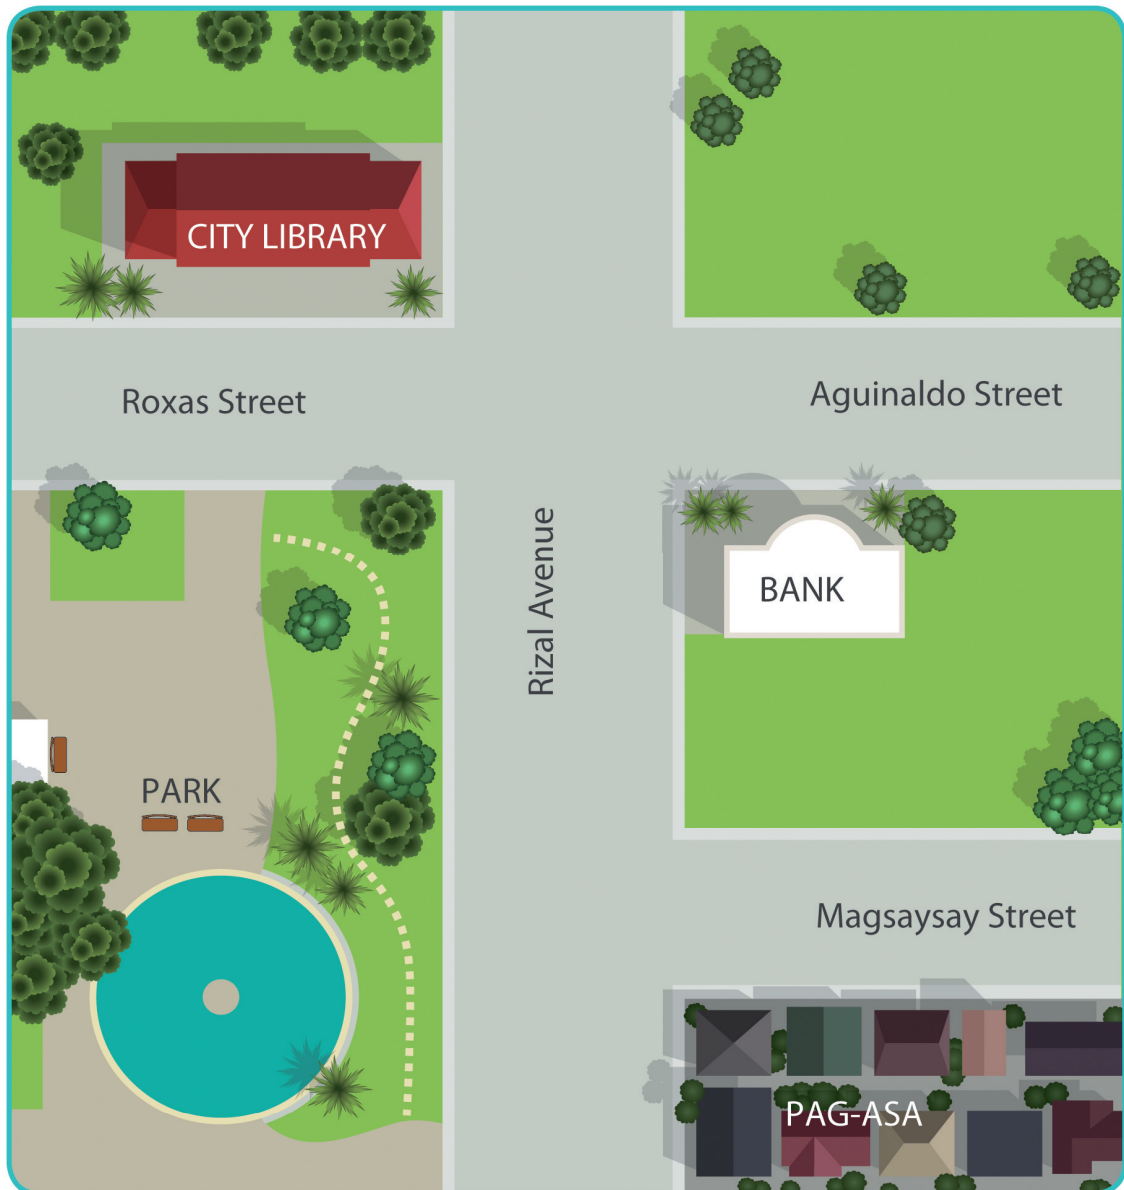 CITY LIBRARY
Roxas Street
Aguinaldo Street
Rizal Avenue
BANK
PARK
Magsaysay Street
PAG-ASA